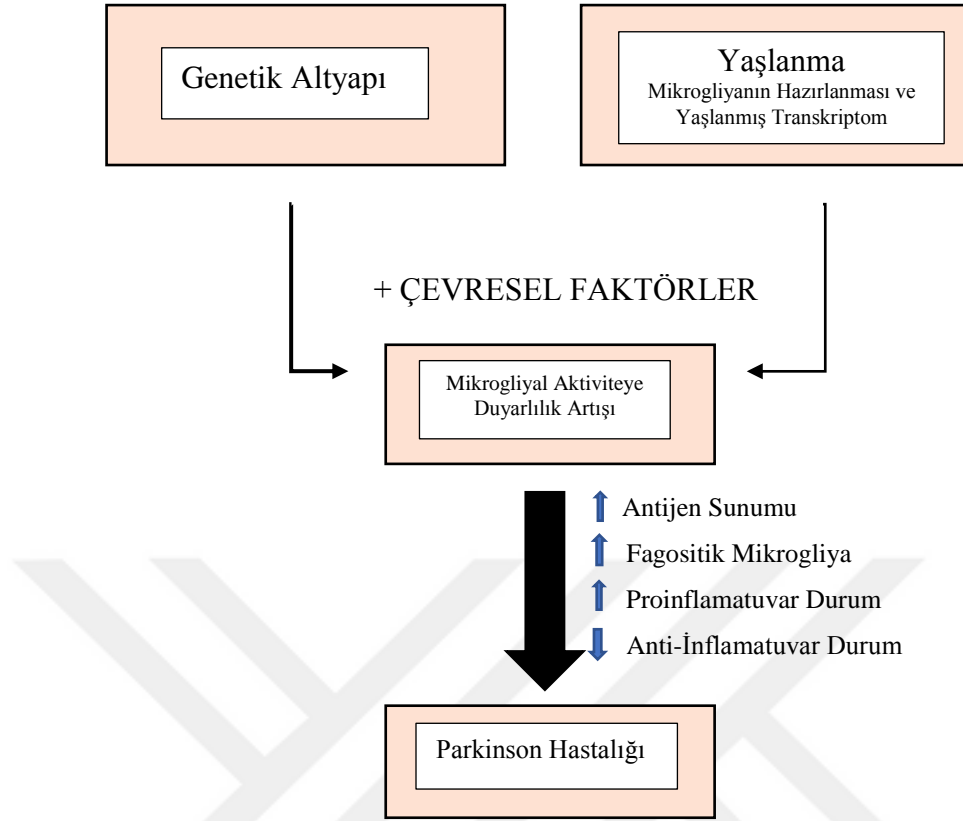 Genetik Altyapı
Yaşlanma
Mikrogliyanın Hazırlanması ve
Yaşlanmış Transkriptom
+ ÇEVRESEL FAKTÖRLER
Mikrogliyal Aktiviteye
Duyarlılık Artışı
Antijen Sunumu
Fagositik Mikrogliya
Proinflamatuvar Durum
Anti-İnflamatuvar Durum
Parkinson Hastalığı